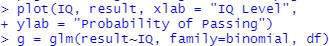 > plot(IQ, result, xlab = "IQ Level",
+ ylab = "Probability of Passing")
> g = glm(result~IQ, family=binomial, df)